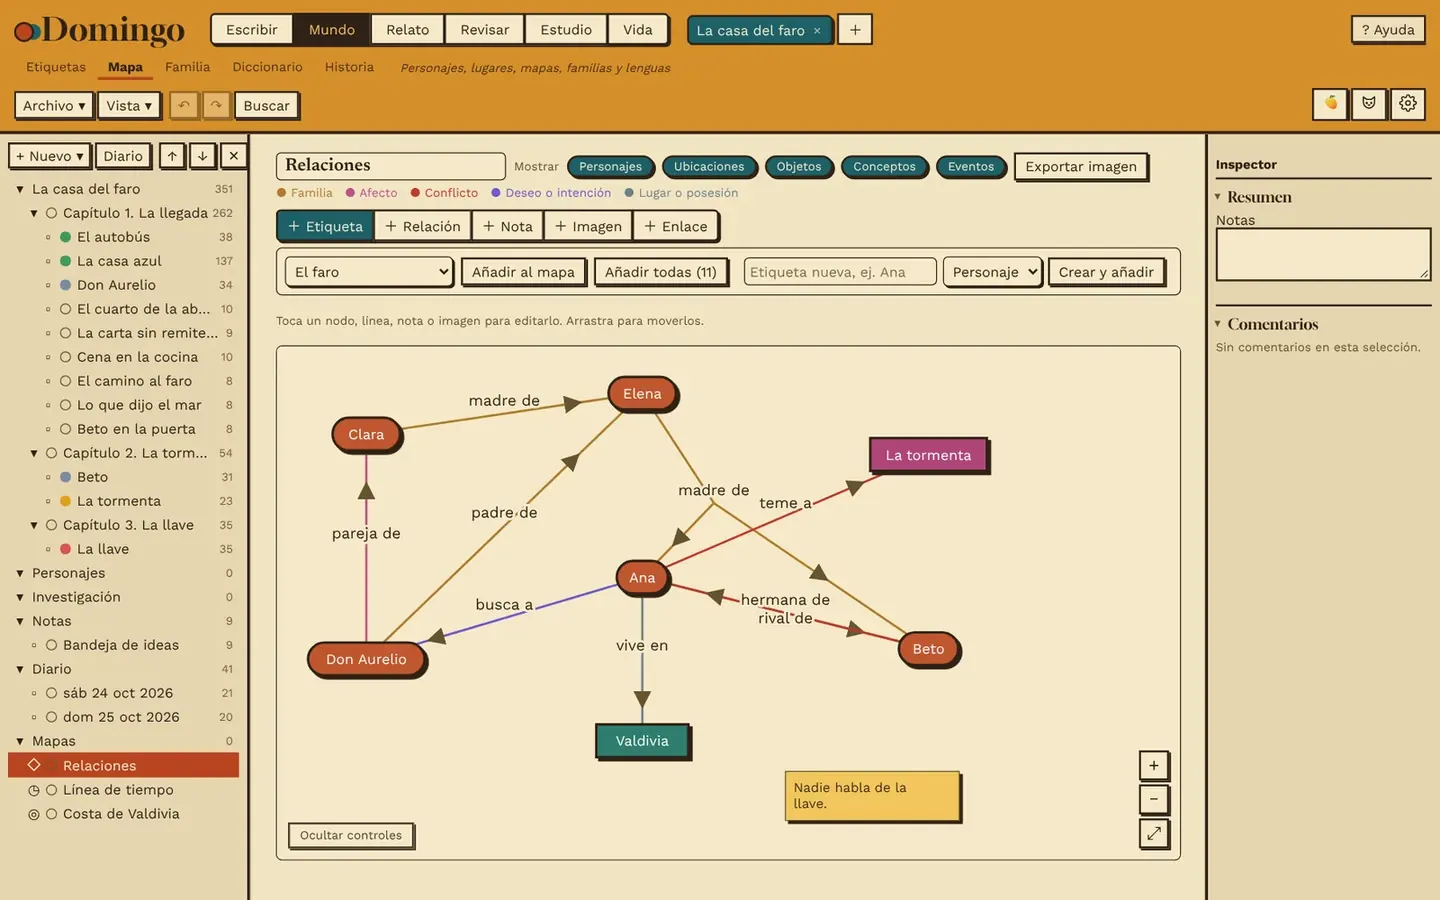 Domingo
Escribir Mundo Relato Revisar Estudio Vida
La casa del faro × +
? Ayuda
Etiquetas Mapa Familia Diccionario Historia Personajes, lugares, mapas, familias y lenguas
Archivo ▾ Vista ▾ ↶ ↷ Buscar
+ Nuevo ▾ Diario ↑ ↓ ✕
La casa del faro 351
Capítulo 1. La llegada 262
El autobús 38
La casa azul 137
Don Aurelio 34
El cuarto de la ab... 10
La carta sin remite... 9
Cena en la cocina 10
El camino al faro 8
Lo que dijo el mar 8
Beto en la puerta 8
Capítulo 2. La torm... 54
Beto 31
La tormenta 23
Capítulo 3. La llave 35
La llave 35
Personajes 0
Investigación 0
Notas 9
Bandeja de ideas 9
Diario 41
sáb 24 oct 2026 21
dom 25 oct 2026 20
Mapas 0
Relaciones
Línea de tiempo
Costa de Valdivia
Relaciones Mostrar Personajes Ubicaciones Objetos Conceptos Eventos Exportar imagen
Familia Afecto Conflicto Deseo o intención Lugar o posesión
+ Etiqueta + Relación + Nota + Imagen + Enlace
El faro Añadir al mapa Añadir todas (11) Etiqueta nueva, ej. Ana Personaje Crear y añadir
Toca un nodo, línea, nota o imagen para editarlo. Arrastra para moverlos.
Elena
madre de
Clara
La tormenta
madre de
teme a
padre de
pareja de
Ana
hermana de
busca a
rival de
vive en
Beto
Don Aurelio
Valdivia
Nadie habla de la
llave.
+
−
Ocultar controles
Inspector
Resumen
Notas
Comentarios
Sin comentarios en esta selección.